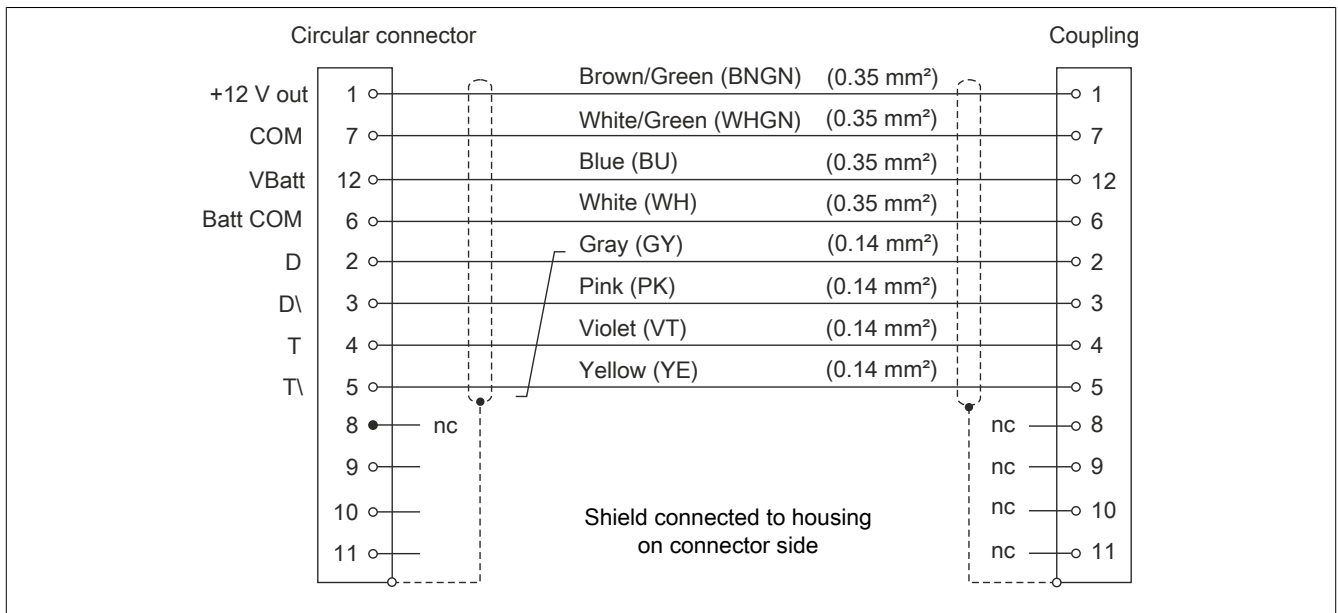 Circular connector Coupling
+12 V out 1 Brown/Green (BNGN) (0.35 mm²) 1
COM 7 White/Green (WHGN) (0.35 mm²) 7
VBatt 12 Blue (BU) (0.35 mm²) 12
Batt COM 6 White (WH) (0.35 mm²) 6
D 2 Gray (GY) (0.14 mm²) 2
D\ 3 Pink (PK) (0.14 mm²) 3
T 4 Violet (VT) (0.14 mm²) 4
T\ 5 Yellow (YE) (0.14 mm²) 5
8 nc nc 8
9 nc 9
10 nc 10
11 nc 11
Shield connected to housing
on connector side